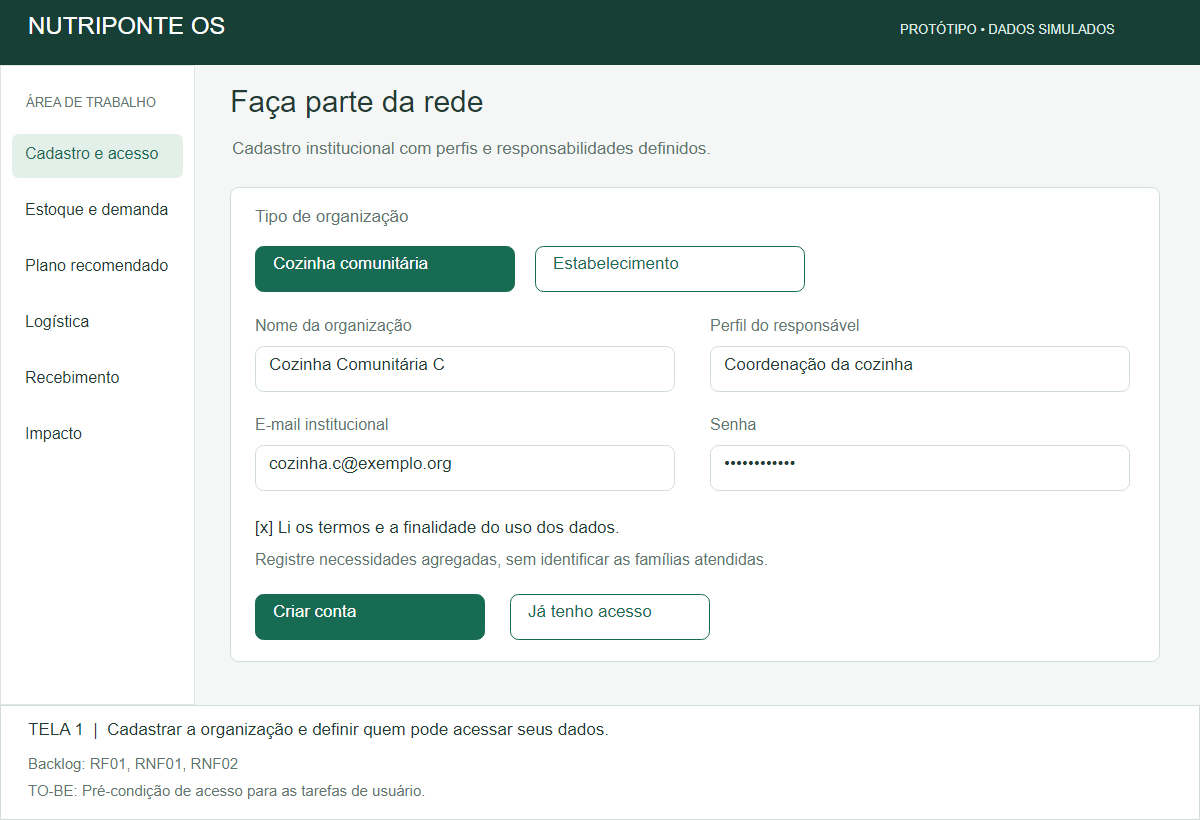 NUTRIPONTE OS
PROTÓTIPO • DADOS SIMULADOS
ÁREA DE TRABALHO
Cadastro e acesso
Estoque e demanda
Plano recomendado
Logística
Recebimento
Impacto
Faça parte da rede
Cadastro institucional com perfis e responsabilidades definidos.
Tipo de organização
Cozinha comunitária
Estabelecimento
Nome da organização
Perfil do responsável
Cozinha Comunitária C
Coordenação da cozinha
E-mail institucional
Senha
cozinha.c@exemplo.org
••••••••••••
[x] Li os termos e a finalidade do uso dos dados.
Registre necessidades agregadas, sem identificar as famílias atendidas.
Criar conta
Já tenho acesso
TELA 1 | Cadastrar a organização e definir quem pode acessar seus dados.
Backlog: RF01, RNF01, RNF02
TO-BE: Pré-condição de acesso para as tarefas de usuário.